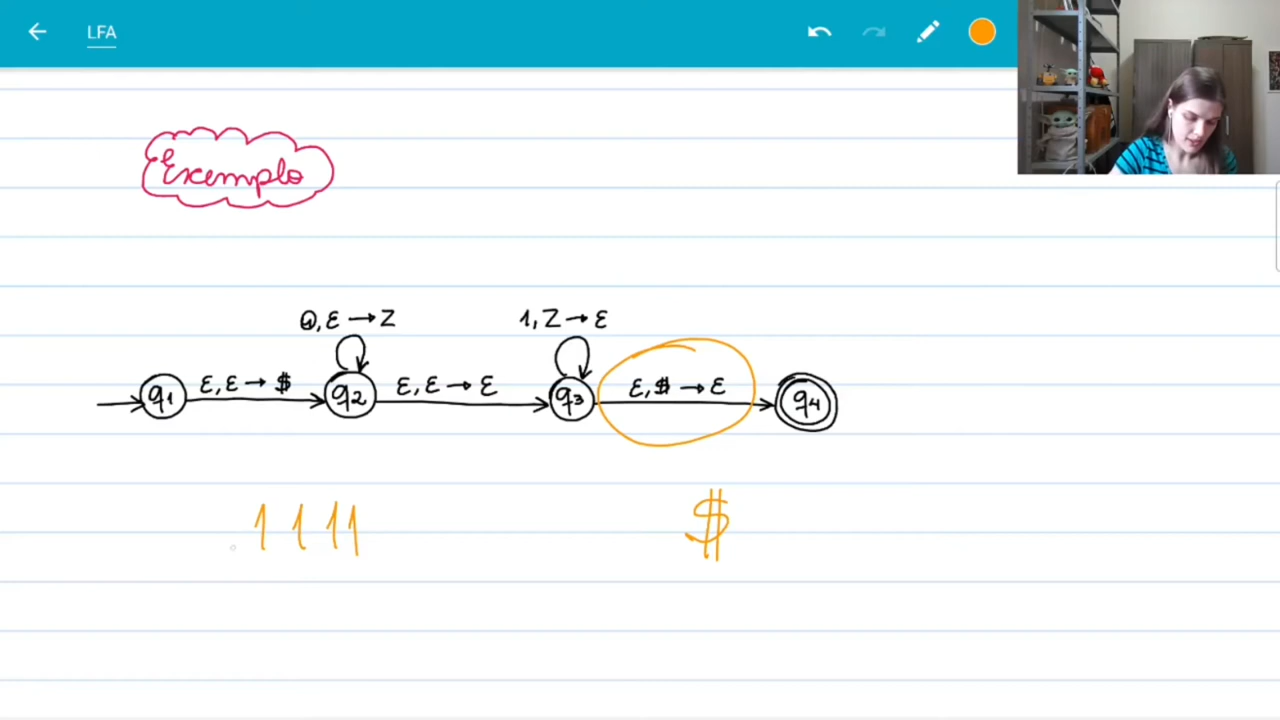 LFA
Exemplo
0, ε → Z
1, Z → ε
q1
ε, ε → $
q2
ε, ε → ε
q3
ε, $ → ε
q4
1 1 1 1
$